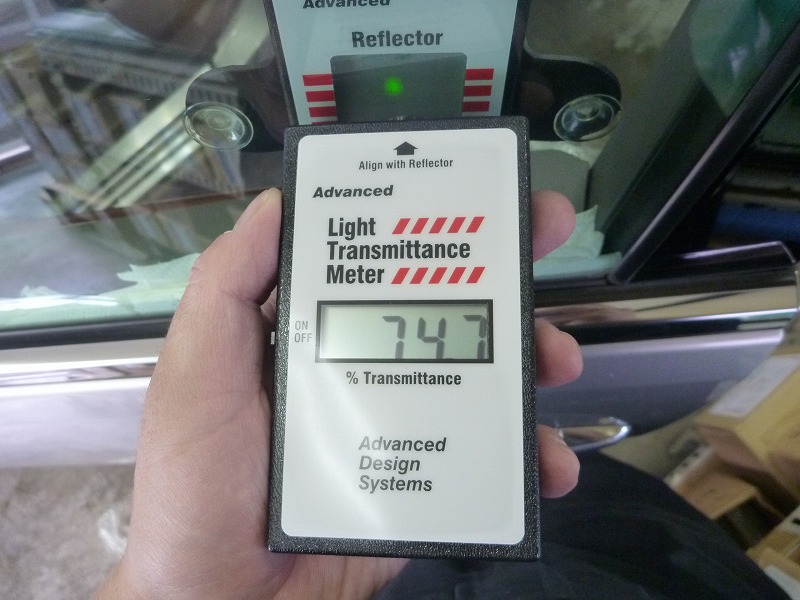 Advanced
Reflector
Align with Reflector
Advanced
Light
Transmittance
Meter
ON
OFF
74.7
% Transmittance
Advanced
Design
Systems